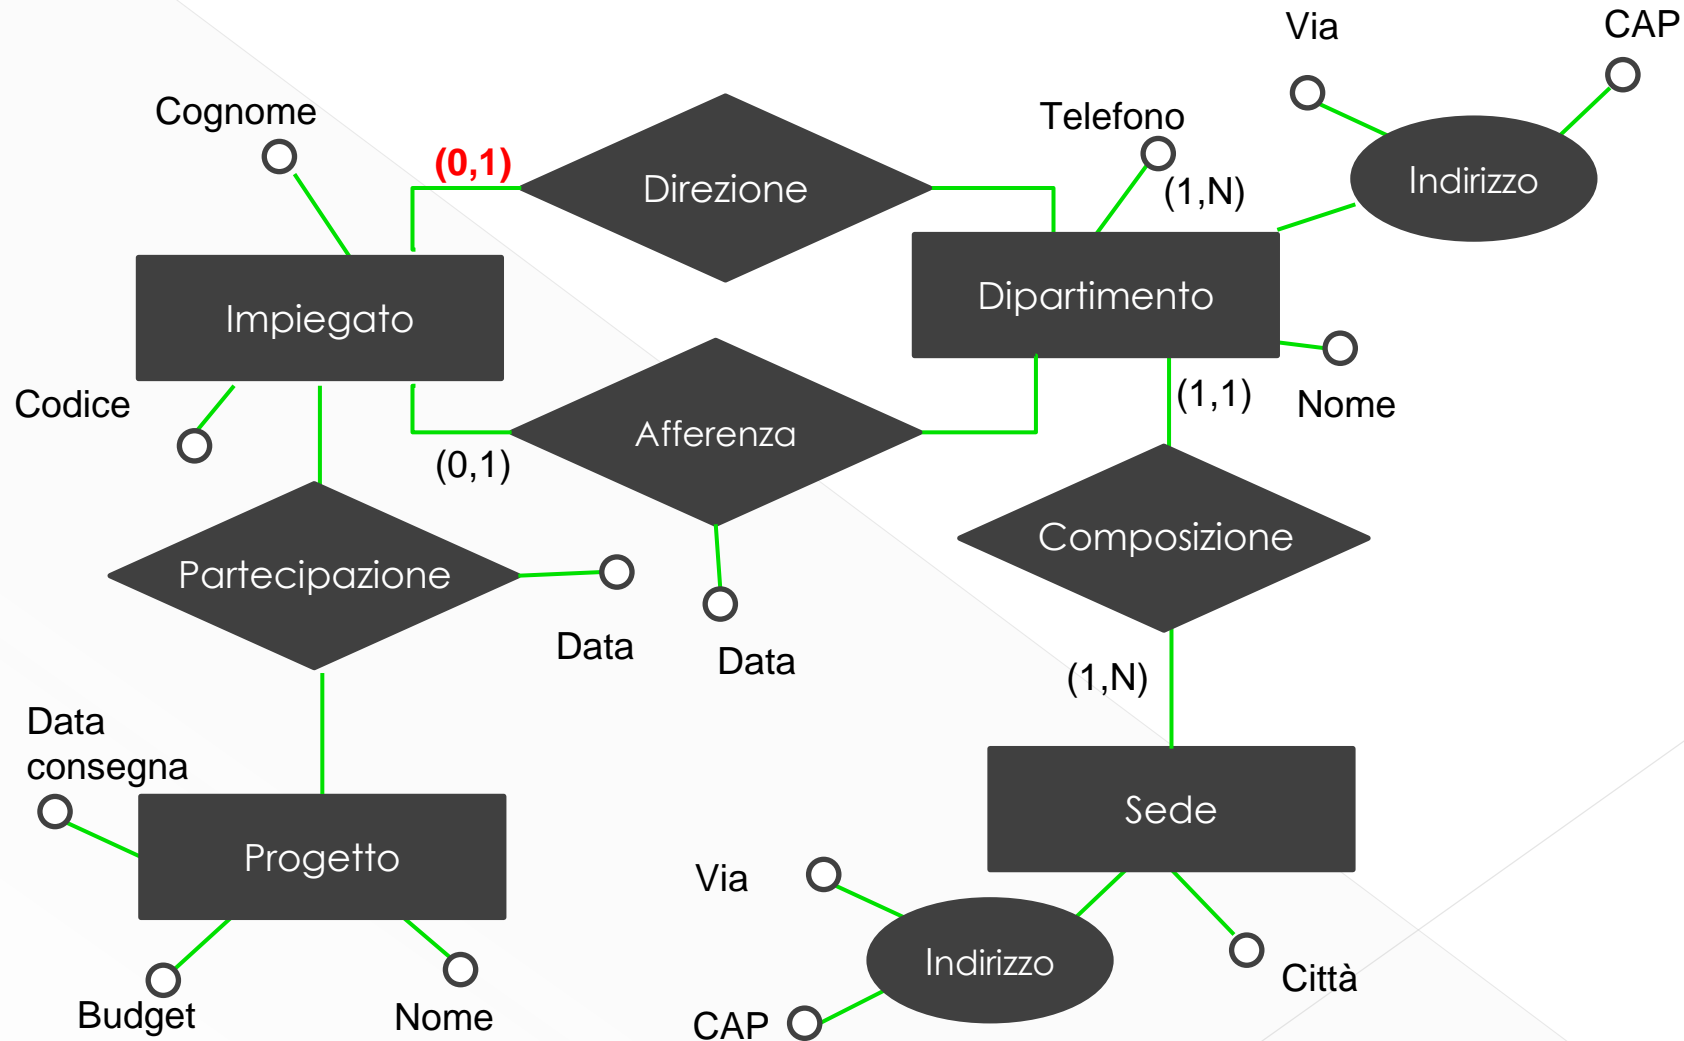 Via
CAP
Cognome
Telefono
(0,1)
Direzione
(1,N)
Indirizzo
Impiegato
Dipartimento
Codice
(1,1)
Nome
Afferenza
(0,1)
Composizione
Partecipazione
Data
Data
(1,N)
Data
consegna
Sede
Progetto
Via
Indirizzo
Città
Budget
Nome
CAP